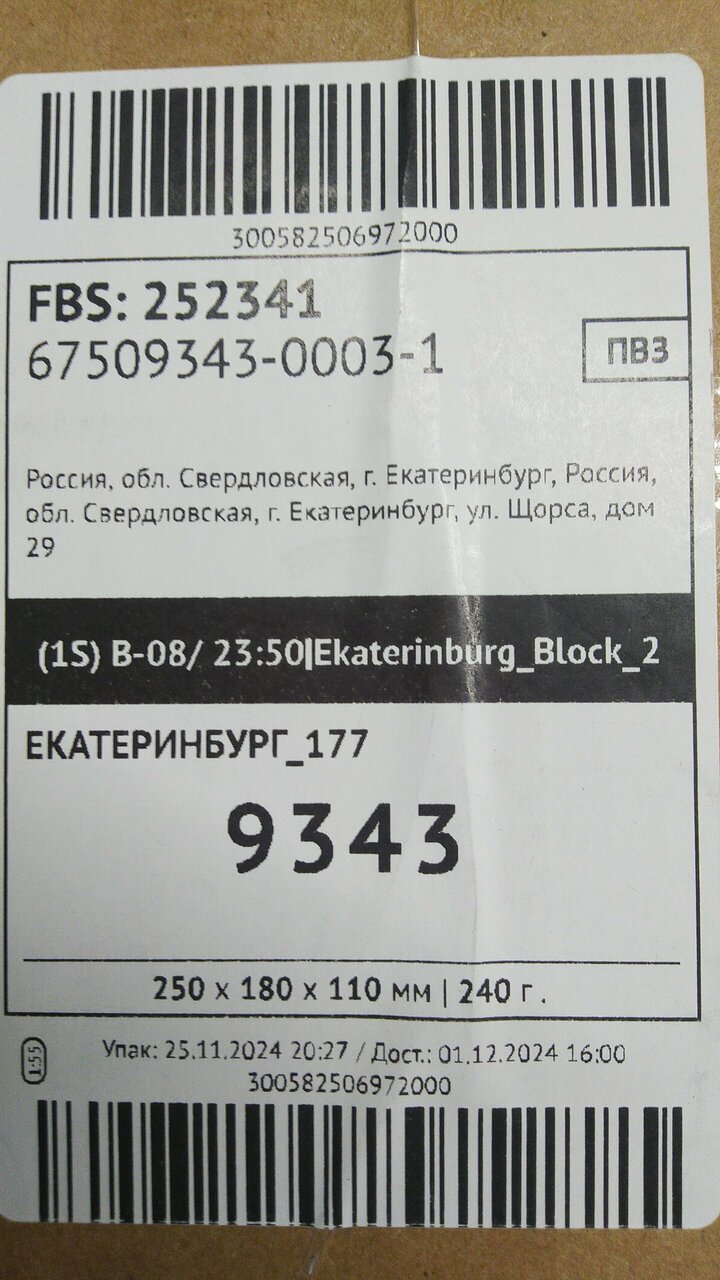 300582506972000
FBS: 252341
67509343-0003-1
ПВЗ
Россия, обл. Свердловская, г. Екатеринбург, Россия,
обл. Свердловская, г. Екатеринбург, ул. Щорса, дом
29
(1S) B-08/ 23:50|Ekaterinburg_Block_2
ЕКАТЕРИНБУРГ_177
9343
250 x 180 x 110 мм | 240 г.
1:55
Упак: 25.11.2024 20:27 / Дост.: 01.12.2024 16:00
300582506972000